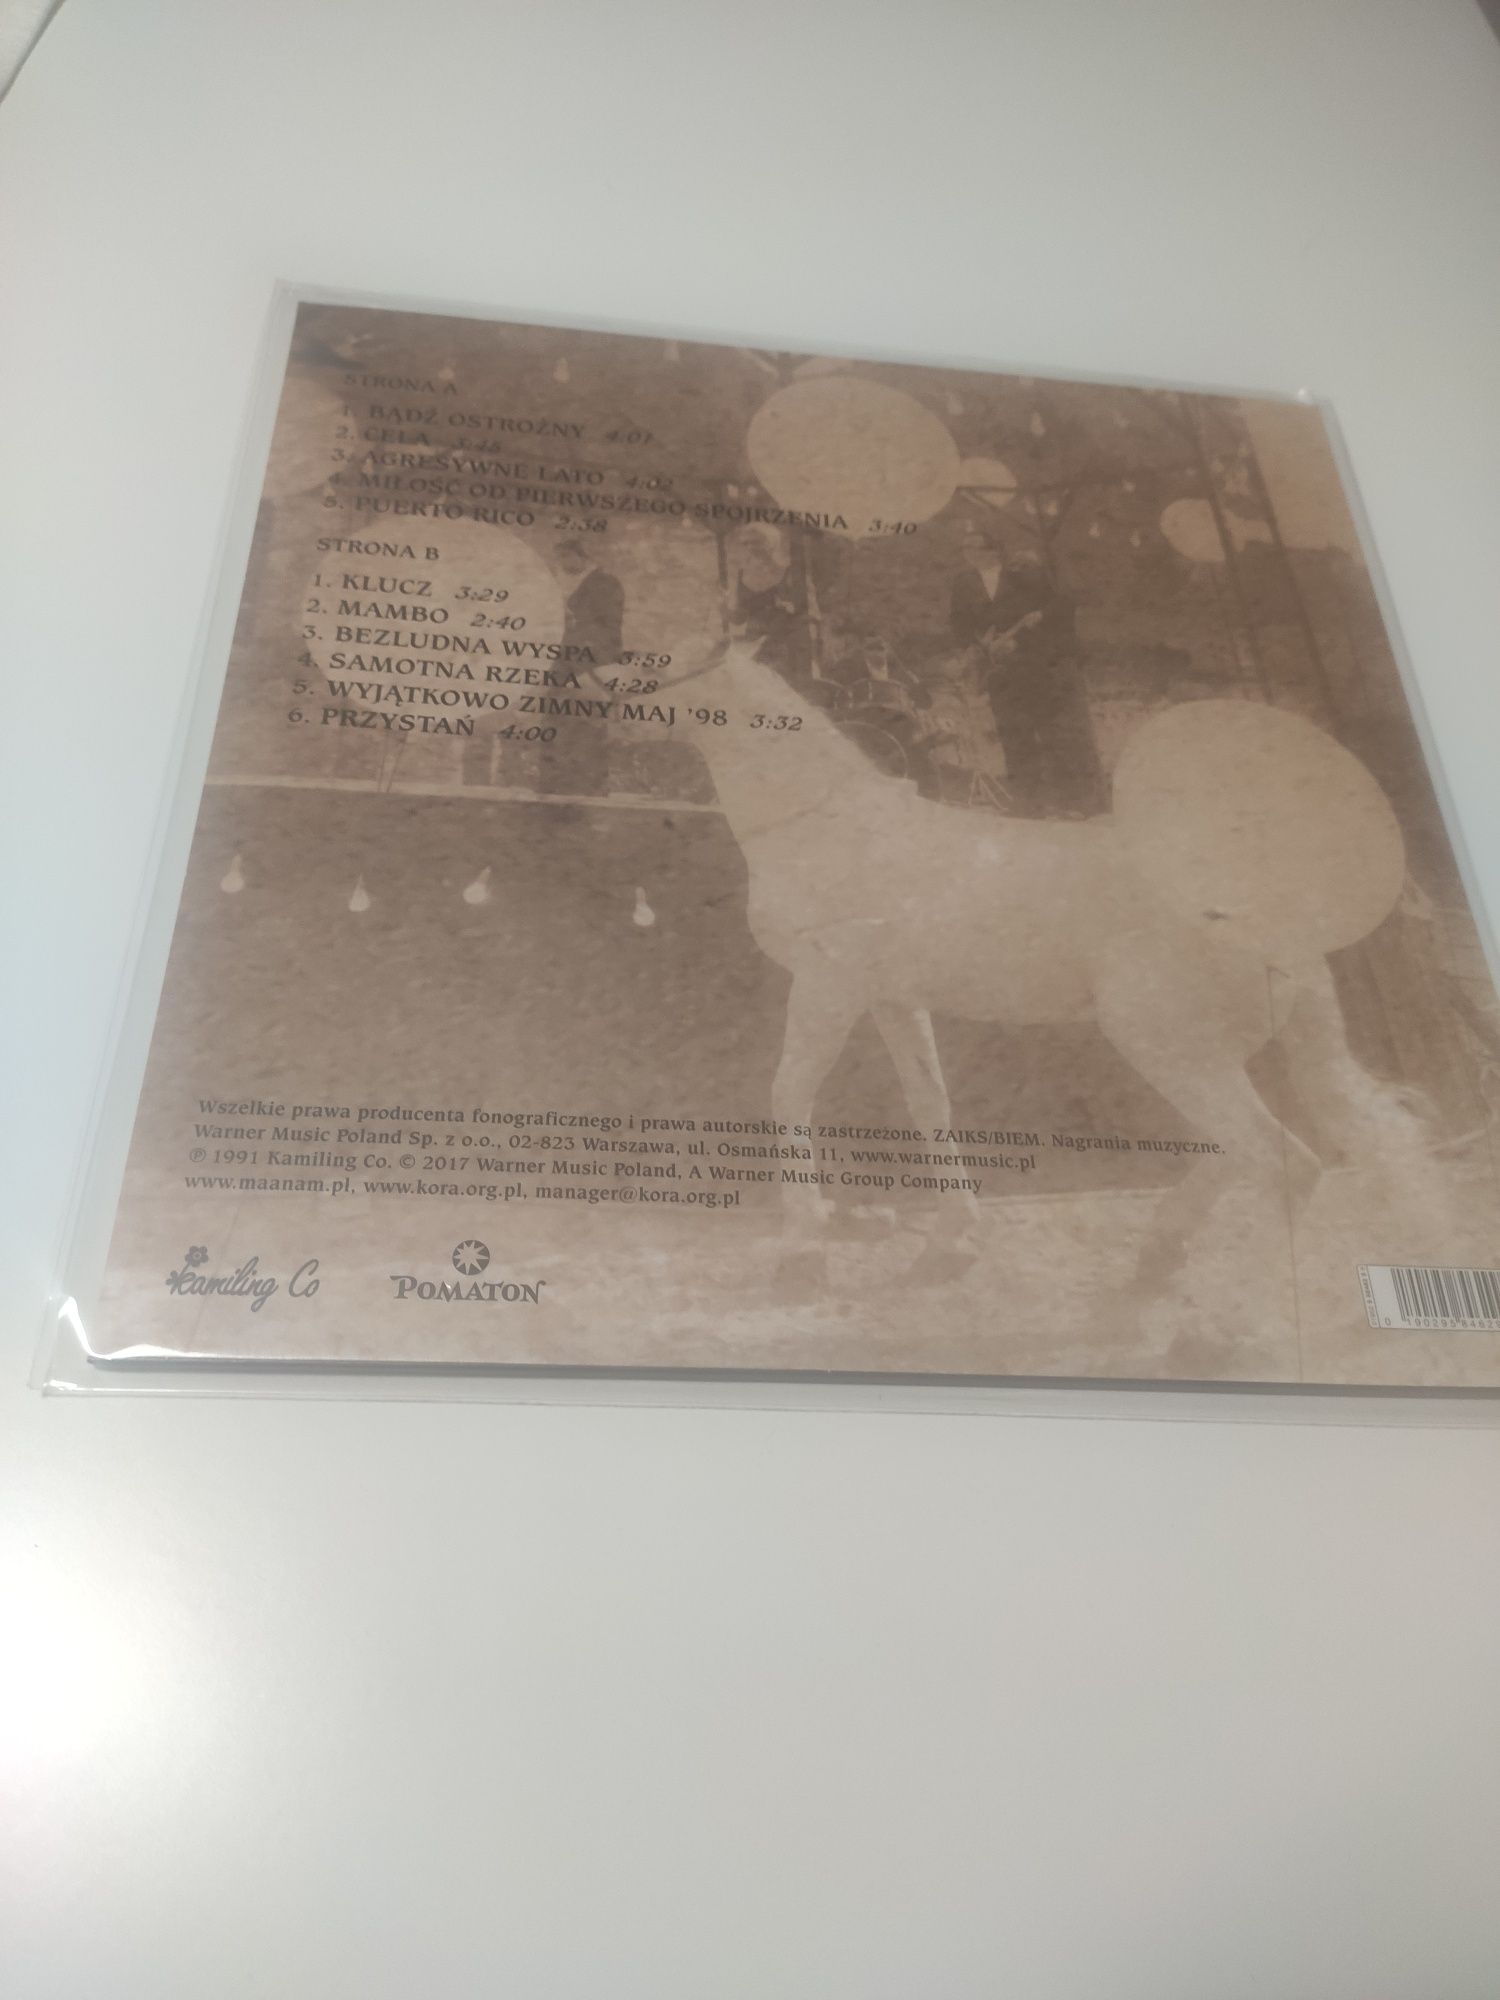 STRONA A
1. BĄDŹ OSTROŻNY 4:01
2. CELA 3:45
3. AGRESYWNE LATO 4:02
4. MIŁOŚĆ OD PIERWSZEGO SPOJRZENIA 3:40
5. PUERTO RICO 2:38
STRONA B
1. KLUCZ 3:29
2. MAMBO 2:40
3. BEZLUDNA WYSPA 3:59
4. SAMOTNA RZEKA 4:28
5. WYJĄTKOWO ZIMNY MAJ '98 3:32
6. PRZYSTAŃ 4:00
Wszelkie prawa producenta fonograficznego i prawa autorskie są zastrzeżone. ZAIKS/BIEM. Nagrania muzyczne.
Warner Music Poland Sp. z o.o., 02-823 Warszawa, ul. Osmańska 11, www.warnermusic.pl
℗ 1991 Kamiling Co. © 2017 Warner Music Poland, A Warner Music Group Company
www.maanam.pl, www.kora.org.pl, manager@kora.org.pl
Kamiling Co
POMATON